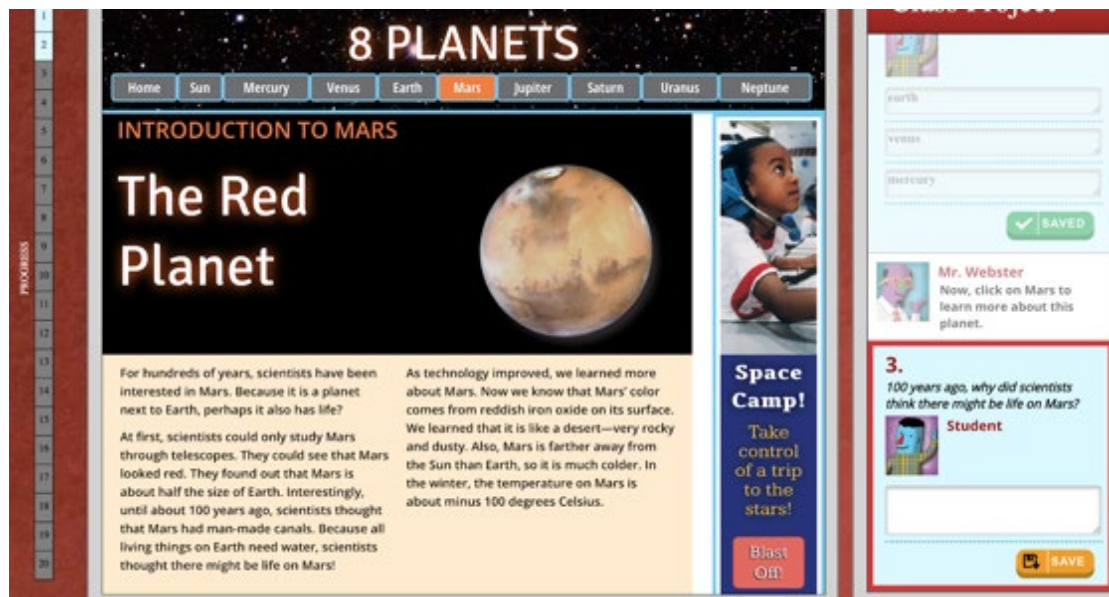 8 PLANETS
Home Sun Mercury Venus Earth Mars Jupiter Saturn Uranus Neptune
INTRODUCTION TO MARS
The Red
Planet
For hundreds of years, scientists have been
interested in Mars. Because it is a planet
next to Earth, perhaps it also has life?
At first, scientists could only study Mars
through telescopes. They could see that Mars
looked red. They found out that Mars is
about half the size of Earth. Interestingly,
until about 100 years ago, scientists thought
that Mars had man-made canals. Because all
living things on Earth need water, scientists
thought there might be life on Mars!
As technology improved, we learned more
about Mars. Now we know that Mars' color
comes from reddish iron oxide on its surface.
We learned that it is like a desert—very rocky
and dusty. Also, Mars is farther away from
the Sun than Earth, so it is much colder. In
the winter, the temperature on Mars is
about minus 100 degrees Celsius.
Space
Camp!
Take
control
of a trip
to the
stars!
Blast
Off!
earth
venus
mercury
SAVED
Mr. Webster
Now, click on Mars to
learn more about this
planet.
3.
100 years ago, why did scientists
think there might be life on Mars?
Student
SAVE
PROGRESS
1
2
3
4
5
6
7
8
9
10
11
12
13
14
15
16
17
18
19
20